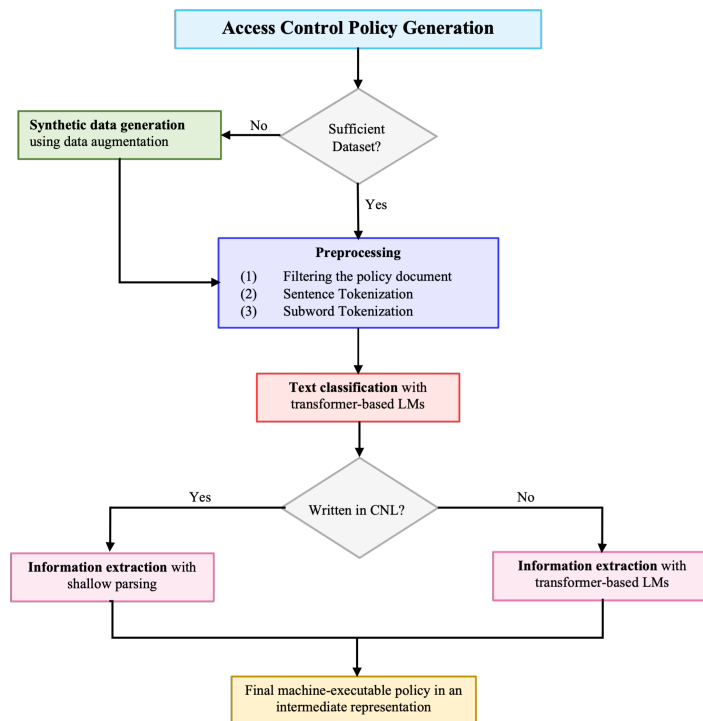 Access Control Policy Generation
Sufficient
Dataset?
No
Synthetic data generation
using data augmentation
Yes
Preprocessing
(1) Filtering the policy document
(2) Sentence Tokenization
(3) Subword Tokenization
Text classification with
transformer-based LMs
Written in CNL?
Yes
No
Information extraction with
shallow parsing
Information extraction with
transformer-based LMs
Final machine-executable policy in an
intermediate representation